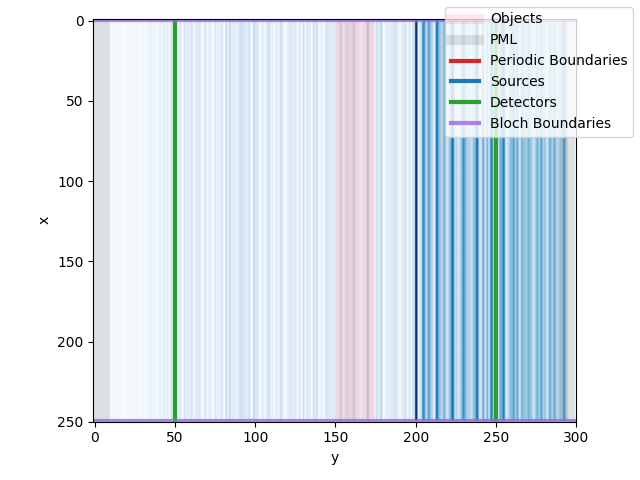 Objects
PML
Periodic Boundaries
Sources
Detectors
Bloch Boundaries
0
50
100
150
200
250
x
0
50
100
150
200
250
300
y